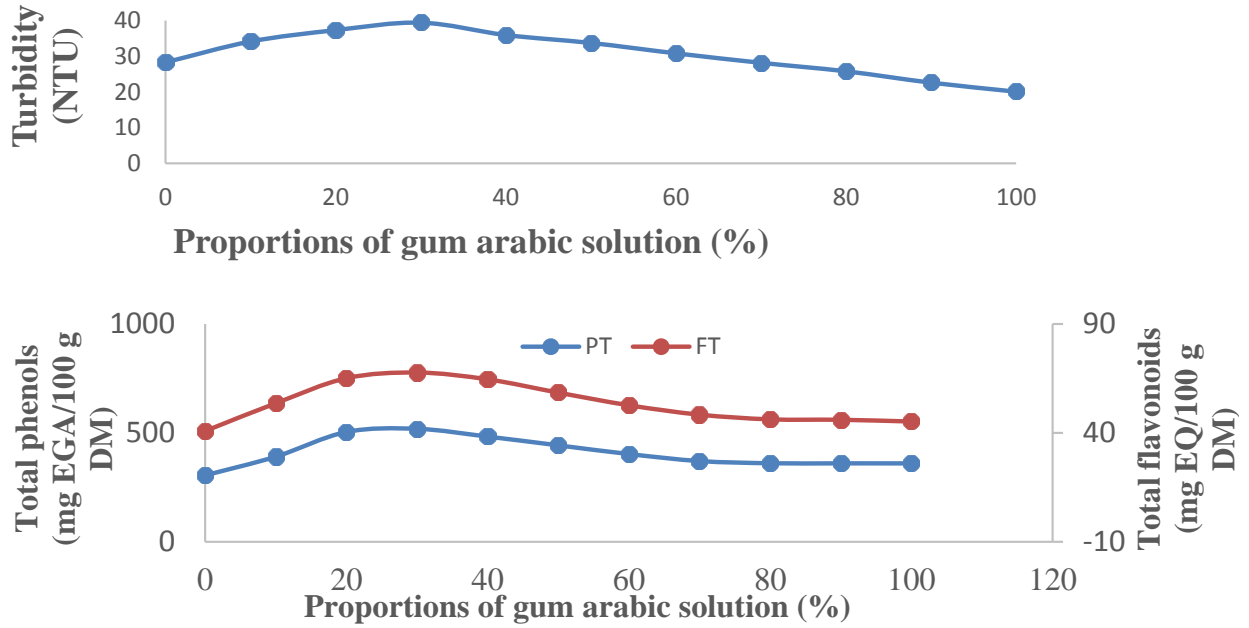 Turbidity
(NTU)
40
30
20
10
0
0 20 40 60 80 100
Proportions of gum arabic solution (%)
Total phenols
(mg EGA/100 g
DM)
1000
500
0
PT FT
90
40
-10
Total flavonoids
(mg EQ/100 g
DM)
0 20 40 60 80 100 120
Proportions of gum arabic solution (%)